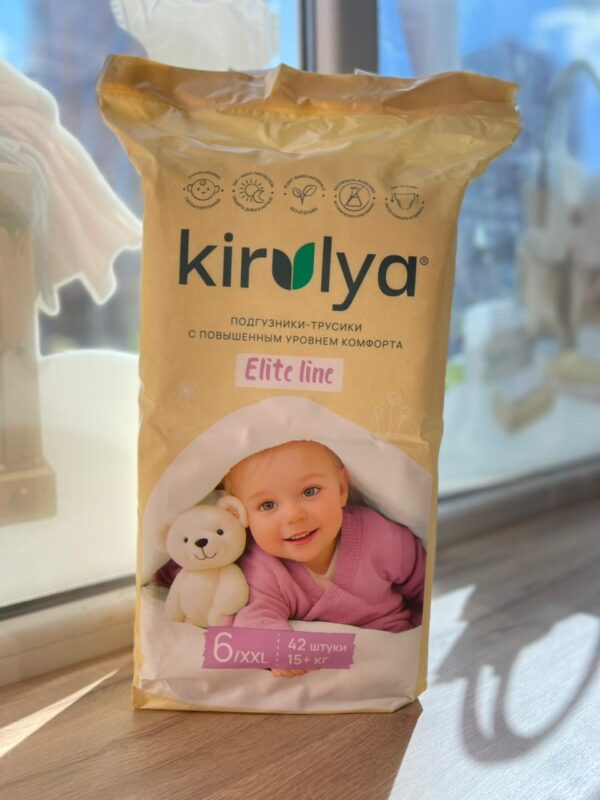 kirulya®
ПОДГУЗНИКИ-ТРУСИКИ
С ПОВЫШЕННЫМ УРОВНЕМ КОМФОРТА
Elite line
6/XXL
42 штуки
15+ кг